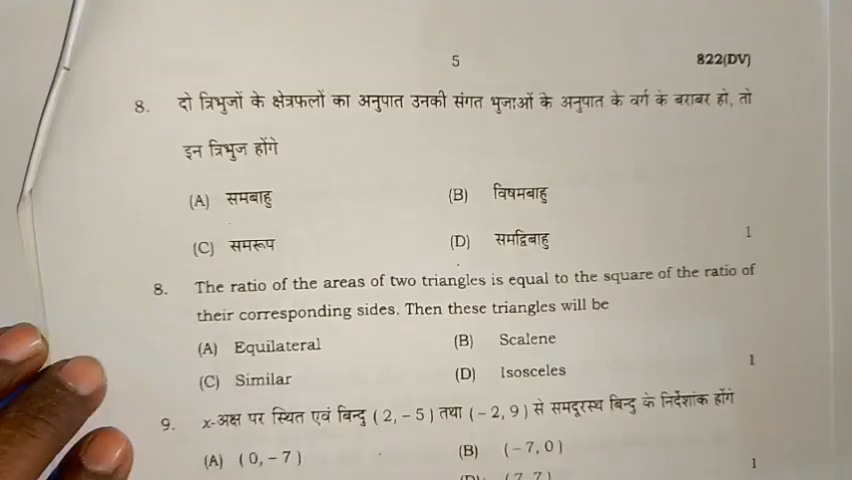 5
822(DV)
8. दो त्रिभुजों के क्षेत्रफलों का अनुपात उनकी संगत भुजाओं के अनुपात के वर्ग के बराबर हो, तो
इन त्रिभुज होंगे
(A) समबाहु (B) विषमबाहु
(C) समरूप (D) समद्विबाहु 1
8. The ratio of the areas of two triangles is equal to the square of the ratio of
their corresponding sides. Then these triangles will be
(A) Equilateral (B) Scalene
(C) Similar (D) Isosceles 1
9. x-अक्ष पर स्थित एवं बिन्दु ( 2, – 5 ) तथा ( – 2, 9 ) से समदूरस्थ बिन्दु के निर्देशांक होंगे
(A) ( 0, – 7 ) (B) ( – 7, 0 )
(D) ( 7, 7 ) 1